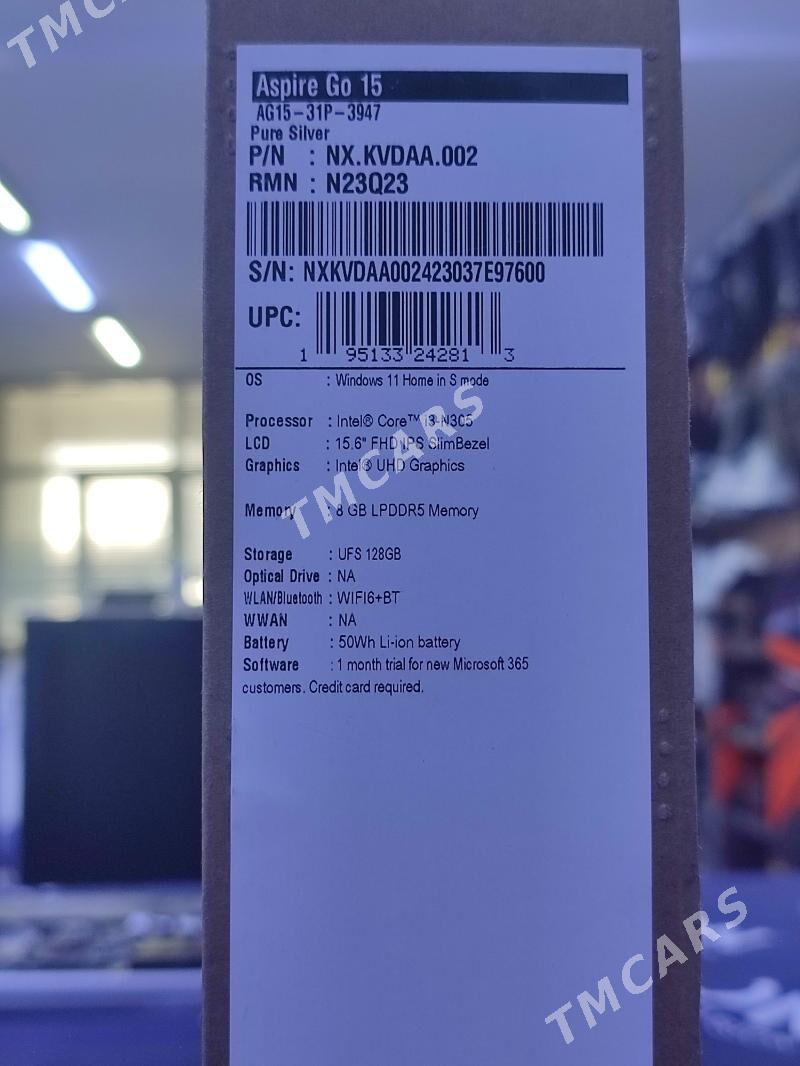 TMCARS
Aspire Go 15
AG15-31P-3947
Pure Silver
P/N : NX.KVDAA.002
RMN : N23Q23
S/N: NXKVDAA002423037E97600
UPC:
1 95133 24281 3
OS : Windows 11 Home in S mode
Processor : Intel® Core™ i3-N305
LCD : 15.6" FHD IPS SlimBezel
Graphics : Intel® UHD Graphics
TMCARS
Memory : 8 GB LPDDR5 Memory
Storage : UFS 128GB
Optical Drive : NA
WLAN/Bluetooth : WIFI6+BT
WWAN : NA
Battery : 50Wh Li-ion battery
Software : 1 month trial for new Microsoft 365
customers. Credit card required.
TMCARS